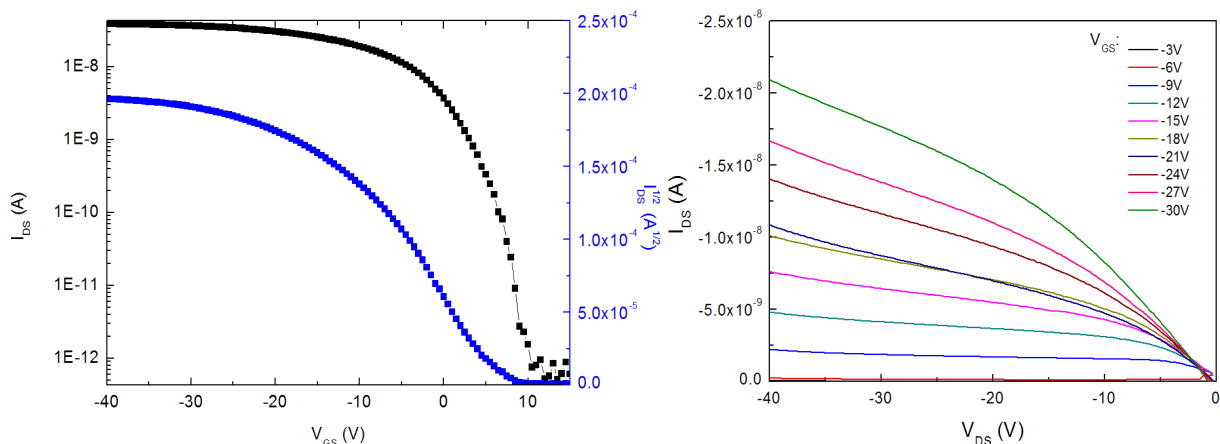 1E-8
1E-9
1E-10
1E-11
1E-12
I_DS (A)
-40 -30 -20 -10 0 10
V_GS (V)
2.5x10^-4
2.0x10^-4
1.5x10^-4
1.0x10^-4
5.0x10^-5
0.0
I_DS^1/2 (A^1/2)
-2.5x10^-8
-2.0x10^-8
-1.5x10^-8
-1.0x10^-8
-5.0x10^-9
0.0
I_DS (A)
-40 -30 -20 -10 0
V_DS (V)
V_GS:
-3V
-6V
-9V
-12V
-15V
-18V
-21V
-24V
-27V
-30V